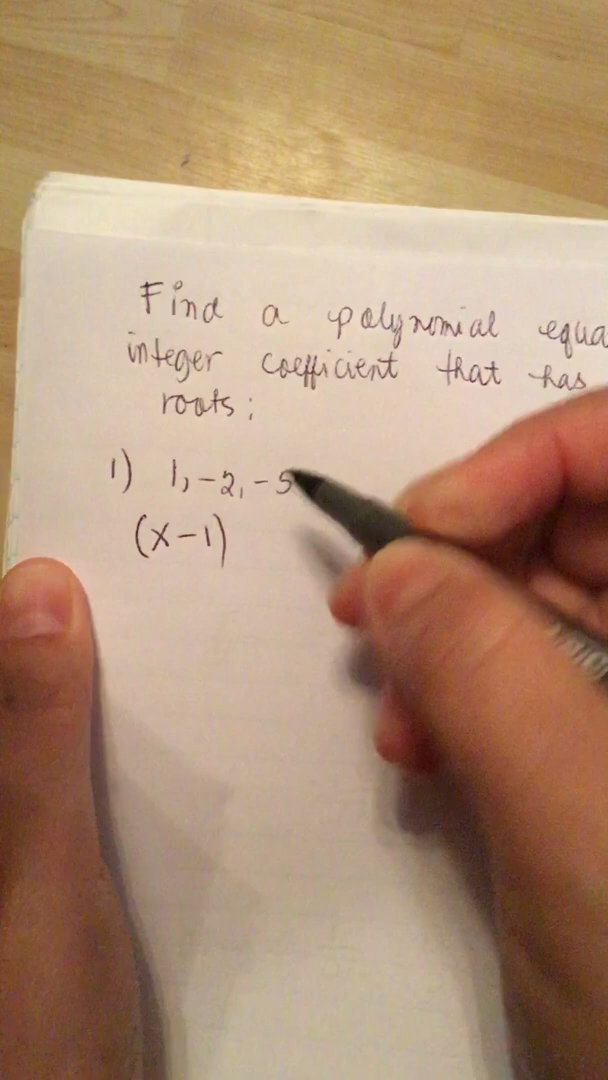 Find a polynomial equa
integer coefficient that has
roots:
1) 1, -2, -5
(x-1)